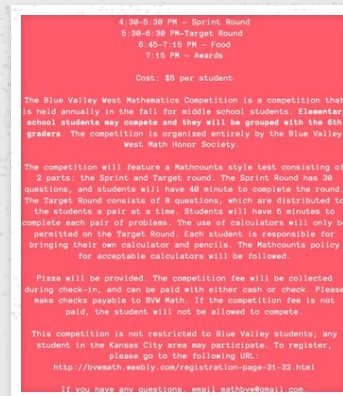 4:30-5:30 PM — Sprint Round
5:30-6:30 PM-Target Round
6:45-7:15 PM — Food
7:15 PM — Awards
Cost: $5 per student
The Blue Valley West Mathematics Competition is a competition that
is held annually in the fall for middle school students. Elementary
school students may compete and they will be grouped with the 6th
graders. The competition is organized entirely by the Blue Valley
West Math Honor Society.
The competition will feature a Mathcounts style test consisting of
2 parts: the Sprint and Target round. The Sprint Round has 30
questions, and students will have 40 minute to complete the round.
The Target Round consists of 8 questions, which are distributed to
the students a pair at a time. Students will have 6 minutes to
complete each pair of problems. The use of calculators will only be
permitted on the Target Round. Each student is responsible for
bringing their own calculator and pencils. The Mathcounts policy
for acceptable calculators will be followed.
Pizza will be provided. The competition fee will be collected
during check-in, and can be paid with either cash or check. Please
make checks payable to BVW Math. If the competition fee is not
paid, the student will not be allowed to compete.
This competition is not restricted to Blue Valley students; any
student in the Kansas City area may participate. To register,
please go to the following URL:
http://bvwmath.weebly.com/registration-page-21-22.html
If you have any questions, email mathbvw@gmail.com.